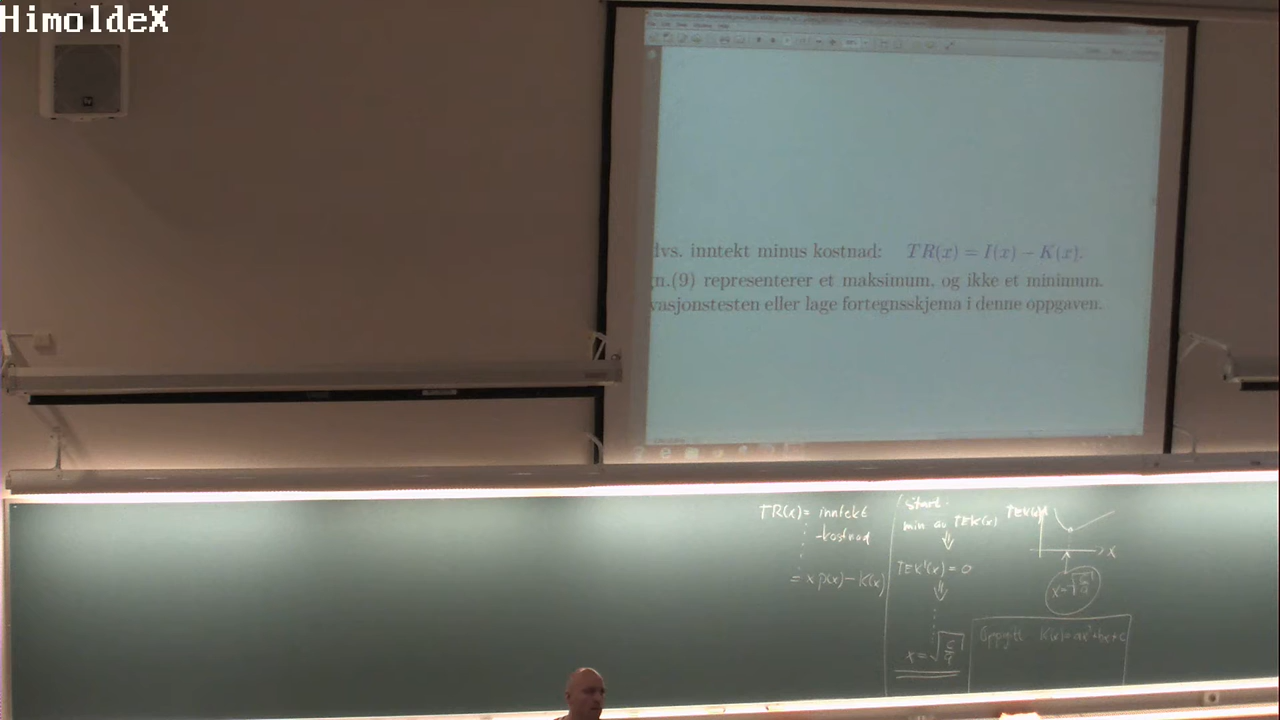 HimoldeX
dvs. inntekt minus kostnad: TR(x) = I(x) − K(x).
gn.(9) representerer et maksimum, og ikke et minimum.
vasjonstesten eller lage fortegnsskjema i denne oppgaven.
TR(x) = inntekt
-kostnad
= x p(x) − K(x)
Start:
min av TEK(x)
TEK'(x) = 0
x = √(c/a)
TEK(x)
x
x = √(c/a)
Oppgitt: K(x) = ax²+bx+c